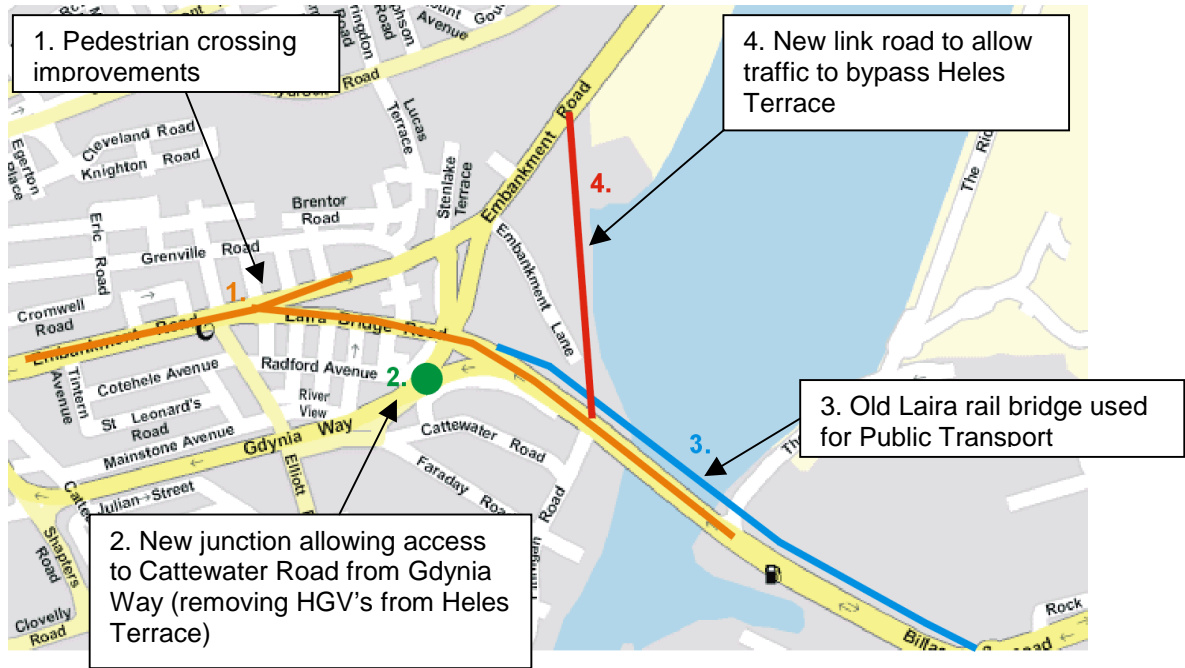 1. Pedestrian crossing
improvements
4. New link road to allow
traffic to bypass Heles
Terrace
Avenue
Road
Lucas
Terrace
Egerton
Place
Cleveland Road
Knighton Road
Stenlake
Terrace
Embankment Road
4.
The
Brentor
Road
Eric Road
Grenville Road
Embankment Lane
Cromwell
Road
1.
Embankment Road
Laira Bridge Road
Radford Avenue
2.
Tintern
Avenue
Cotehele Avenue
St Leonard's
Road
River
View
Mainstone Avenue
Gdynia Way
Cattewater Road
Faraday
Road
Elliott
Julian Street
Shapters
Road
Clovelly
Road
3. Old Laira rail bridge used
for Public Transport
3.
2. New junction allowing access
to Cattewater Road from Gdynia
Way (removing HGV's from Heles
Terrace)
Rock